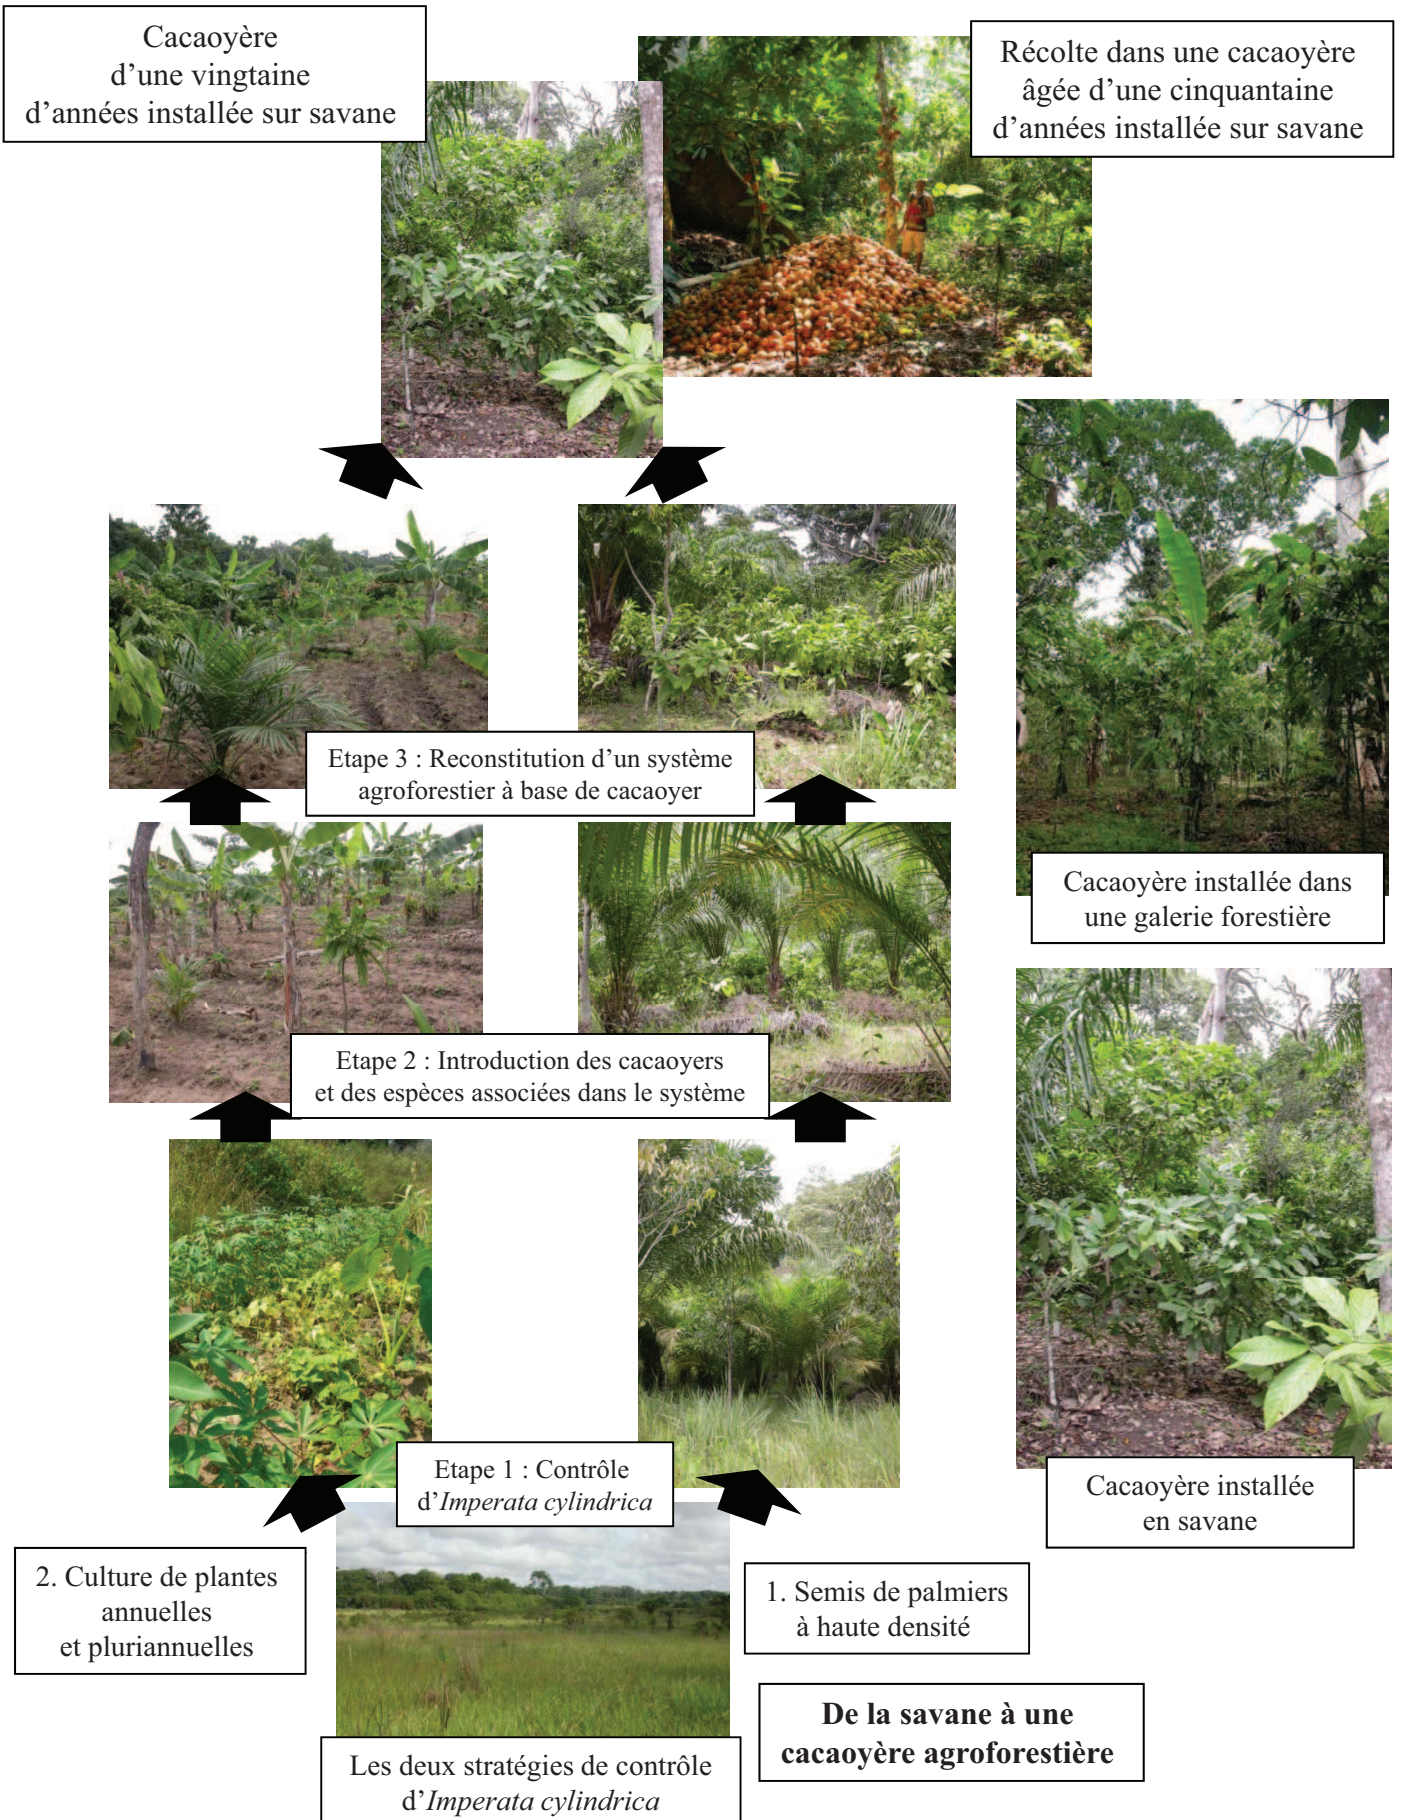 Cacaoyère
d’une vingtaine
d’années installée sur savane
Récolte dans une cacaoyère
âgée d’une cinquantaine
d’années installée sur savane
Etape 3 : Reconstitution d’un système
agroforestier à base de cacaoyer
Cacaoyère installée dans
une galerie forestière
Etape 2 : Introduction des cacaoyers
et des espèces associées dans le système
Etape 1 : Contrôle
d’Imperata cylindrica
Cacaoyère installée
en savane
2. Culture de plantes
annuelles
et pluriannuelles
1. Semis de palmiers
à haute densité
De la savane à une
cacaoyère agroforestière
Les deux stratégies de contrôle
d’Imperata cylindrica